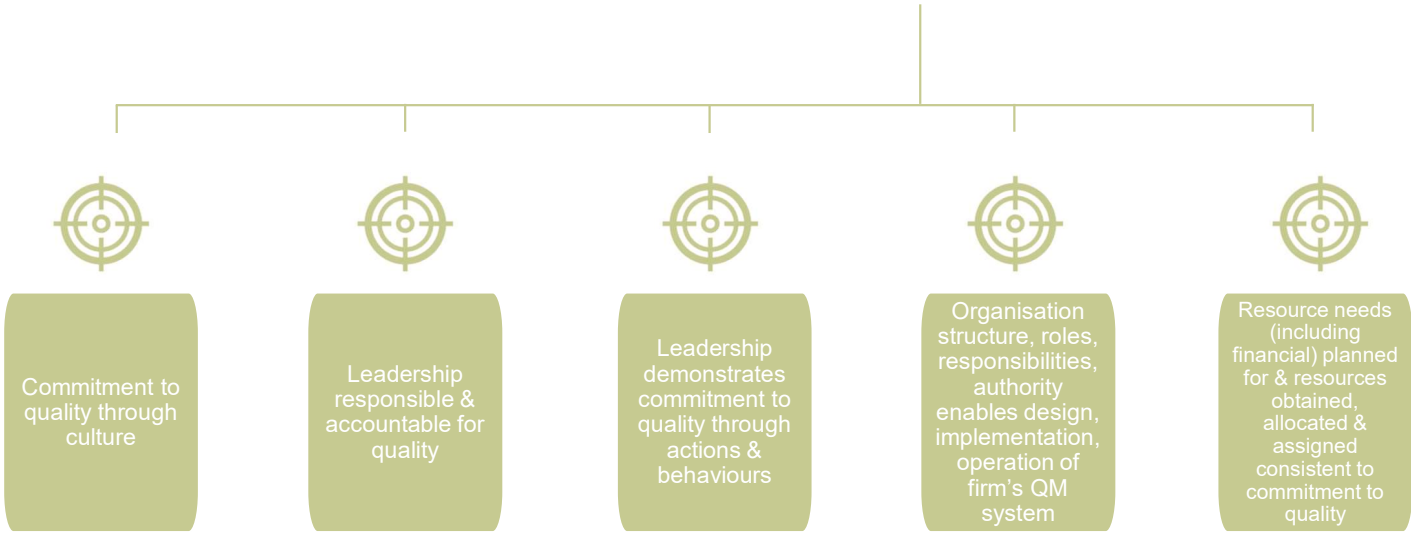 Commitment to
quality through
culture
Leadership
responsible &
accountable for
quality
Leadership
demonstrates
commitment to
quality through
actions &
behaviours
Organisation
structure, roles,
responsibilities,
authority
enables design,
implementation,
operation of
firm’s QM
system
Resource needs
(including
financial) planned
for & resources
obtained,
allocated &
assigned
consistent to
commitment to
quality